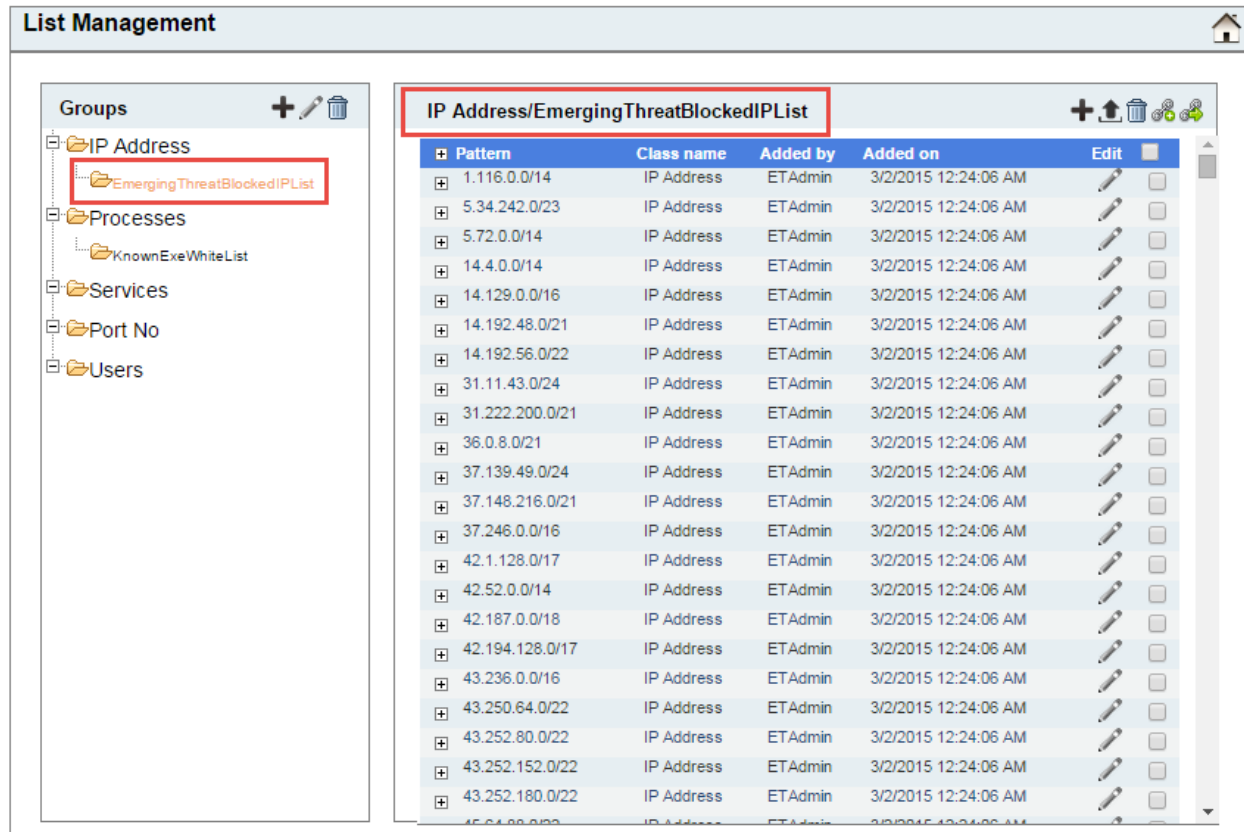 List Management
Groups
IP Address
EmergingThreatBlockedIPList
Processes
KnownExeWhiteList
Services
Port No
Users
IP Address/EmergingThreatBlockedIPList
Pattern Class name Added by Added on Edit
1.116.0.0/14 IP Address ETAdmin 3/2/2015 12:24:06 AM
5.34.242.0/23 IP Address ETAdmin 3/2/2015 12:24:06 AM
5.72.0.0/14 IP Address ETAdmin 3/2/2015 12:24:06 AM
14.4.0.0/14 IP Address ETAdmin 3/2/2015 12:24:06 AM
14.129.0.0/16 IP Address ETAdmin 3/2/2015 12:24:06 AM
14.192.48.0/21 IP Address ETAdmin 3/2/2015 12:24:06 AM
14.192.56.0/22 IP Address ETAdmin 3/2/2015 12:24:06 AM
31.11.43.0/24 IP Address ETAdmin 3/2/2015 12:24:06 AM
31.222.200.0/21 IP Address ETAdmin 3/2/2015 12:24:06 AM
36.0.8.0/21 IP Address ETAdmin 3/2/2015 12:24:06 AM
37.139.49.0/24 IP Address ETAdmin 3/2/2015 12:24:06 AM
37.148.216.0/21 IP Address ETAdmin 3/2/2015 12:24:06 AM
37.246.0.0/16 IP Address ETAdmin 3/2/2015 12:24:06 AM
42.1.128.0/17 IP Address ETAdmin 3/2/2015 12:24:06 AM
42.52.0.0/14 IP Address ETAdmin 3/2/2015 12:24:06 AM
42.187.0.0/18 IP Address ETAdmin 3/2/2015 12:24:06 AM
42.194.128.0/17 IP Address ETAdmin 3/2/2015 12:24:06 AM
43.236.0.0/16 IP Address ETAdmin 3/2/2015 12:24:06 AM
43.250.64.0/22 IP Address ETAdmin 3/2/2015 12:24:06 AM
43.252.80.0/22 IP Address ETAdmin 3/2/2015 12:24:06 AM
43.252.152.0/22 IP Address ETAdmin 3/2/2015 12:24:06 AM
43.252.180.0/22 IP Address ETAdmin 3/2/2015 12:24:06 AM